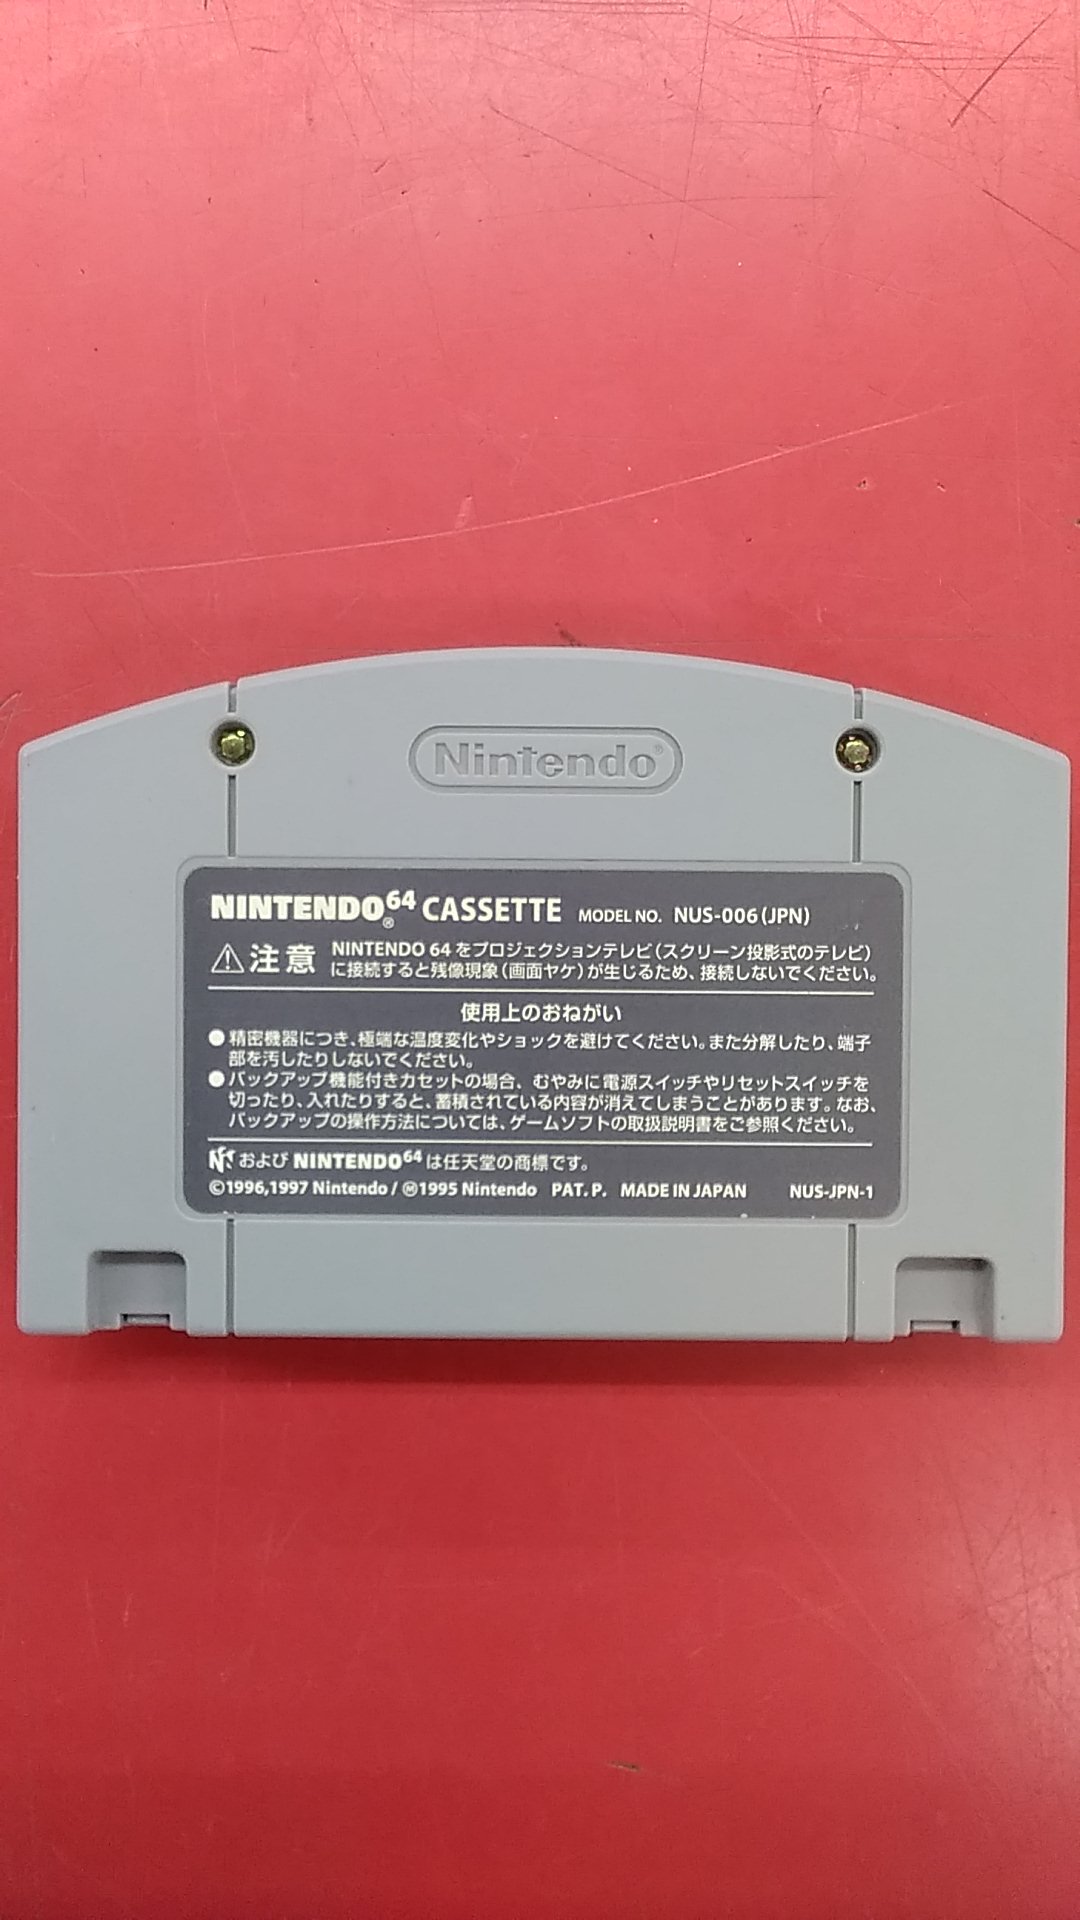 Nintendo®
NINTENDO64® CASSETTE MODEL NO. NUS-006(JPN)
⚠注意 NINTENDO 64をプロジェクションテレビ(スクリーン投影式のテレビ)
に接続すると残像現象(画面ヤケ)が生じるため、接続しないでください。
使用上のおねがい
●精密機器につき、極端な温度変化やショックを避けてください。また分解したり、端子
部を汚したりしないでください。
●バックアップ機能付きカセットの場合、むやみに電源スイッチやリセットスイッチを
切ったり、入れたりすると、蓄積されている内容が消えてしまうことがあります。なお、
バックアップの操作方法については、ゲームソフトの取扱説明書をご参照ください。
および NINTENDO64は任天堂の商標です。
©1996,1997 Nintendo/Ⓜ1995 Nintendo PAT.P. MADE IN JAPAN NUS-JPN-1